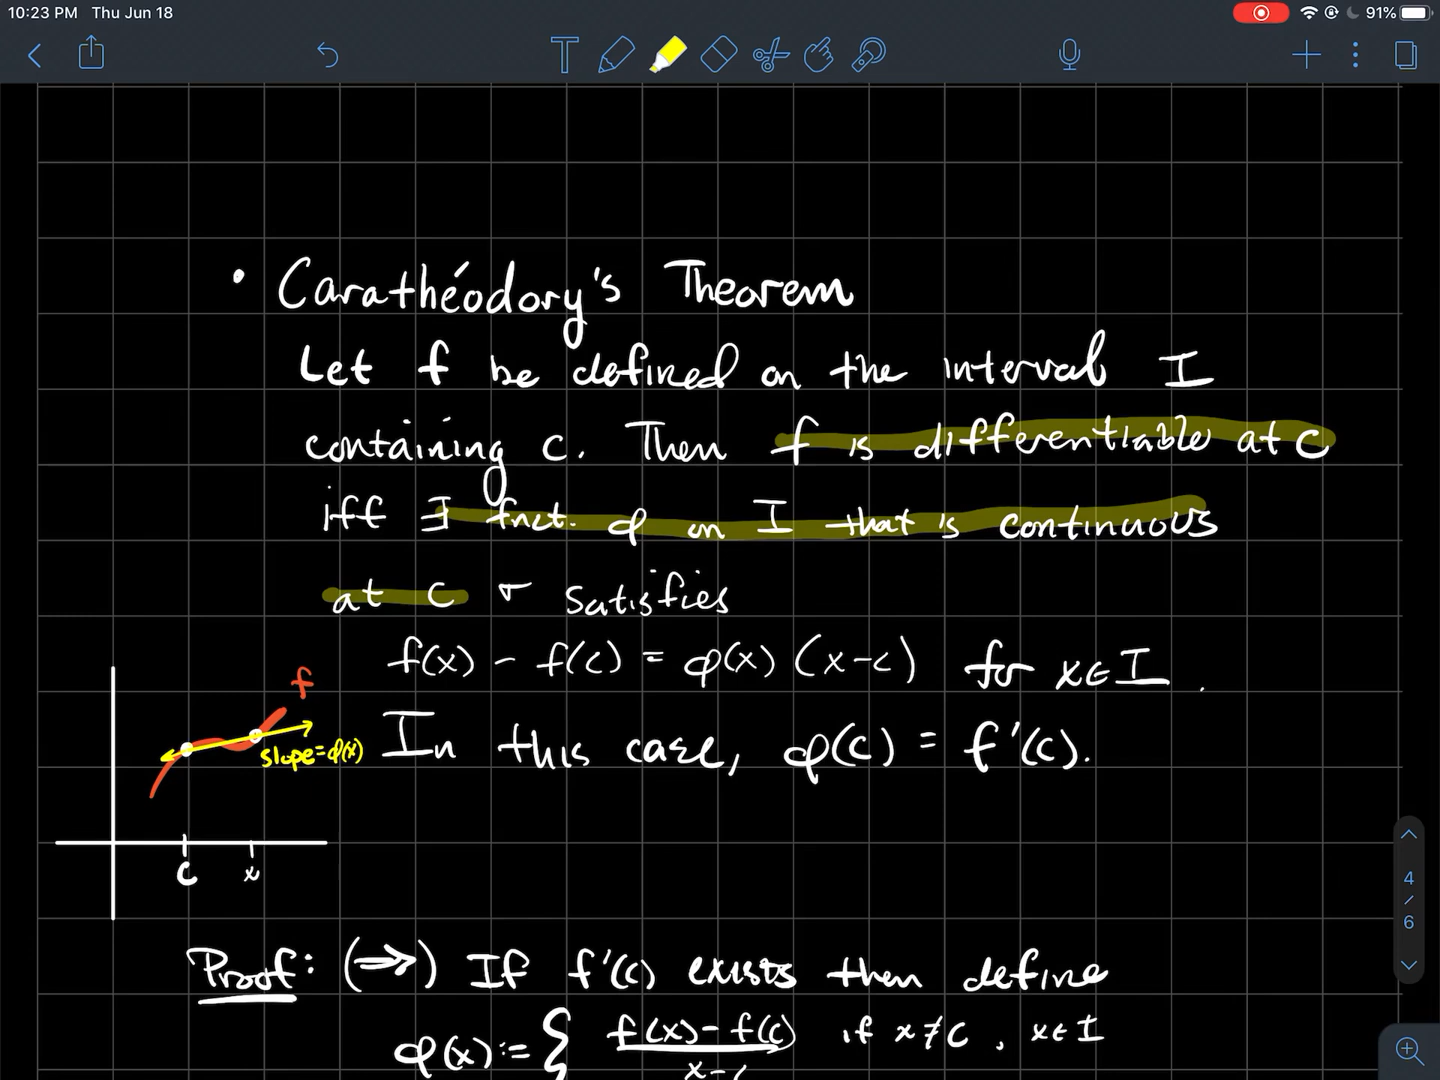 10:23 PM Thu Jun 18
91%
• Carathéodory's Theorem
Let f be defined on the interval I
containing c. Then f is differentiable at c
iff ∃ fnct. φ on I that is continuous
at c & satisfies
f(x) - f(c) = φ(x) (x-c) for x ∈ I.
f
slope=φ(x)
In this case, φ(c) = f'(c).
c x
4
/
6
Proof: (⇒) If f'(c) exists then define
φ(x) := { f(x) - f(c) if x ≠ c, x ∈ I
x-c